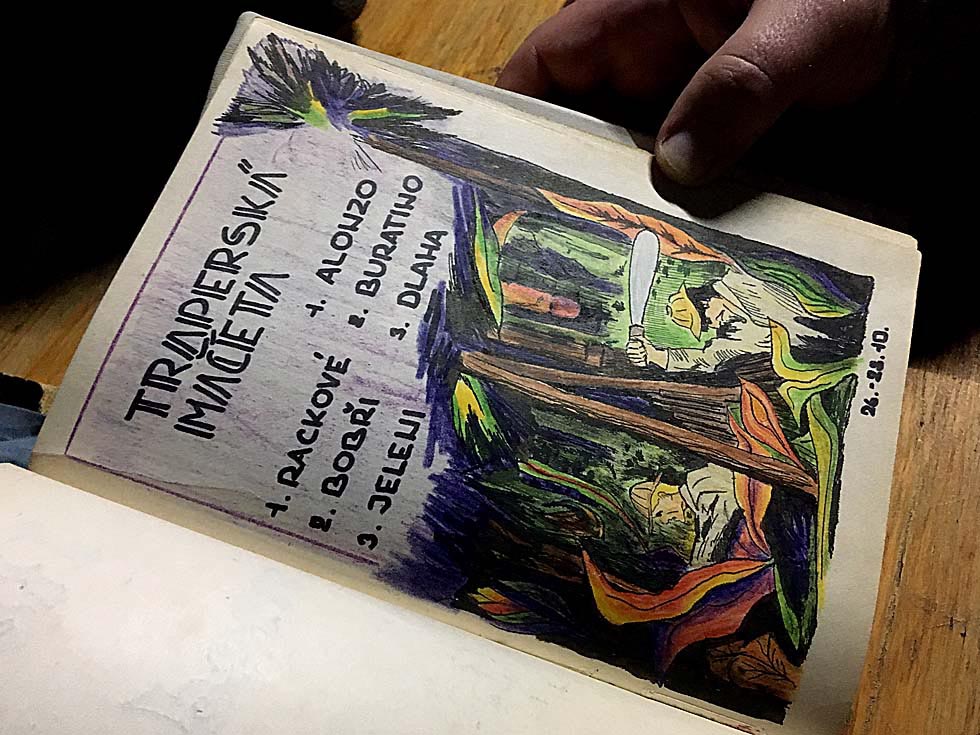 TRAPERSKÁ
MAČETA
1. RACKOVÉ
2. BOBŘI
3. JELENI
1. ALONZO
2. BURATINO
3. DLAHA
26.-28.10.